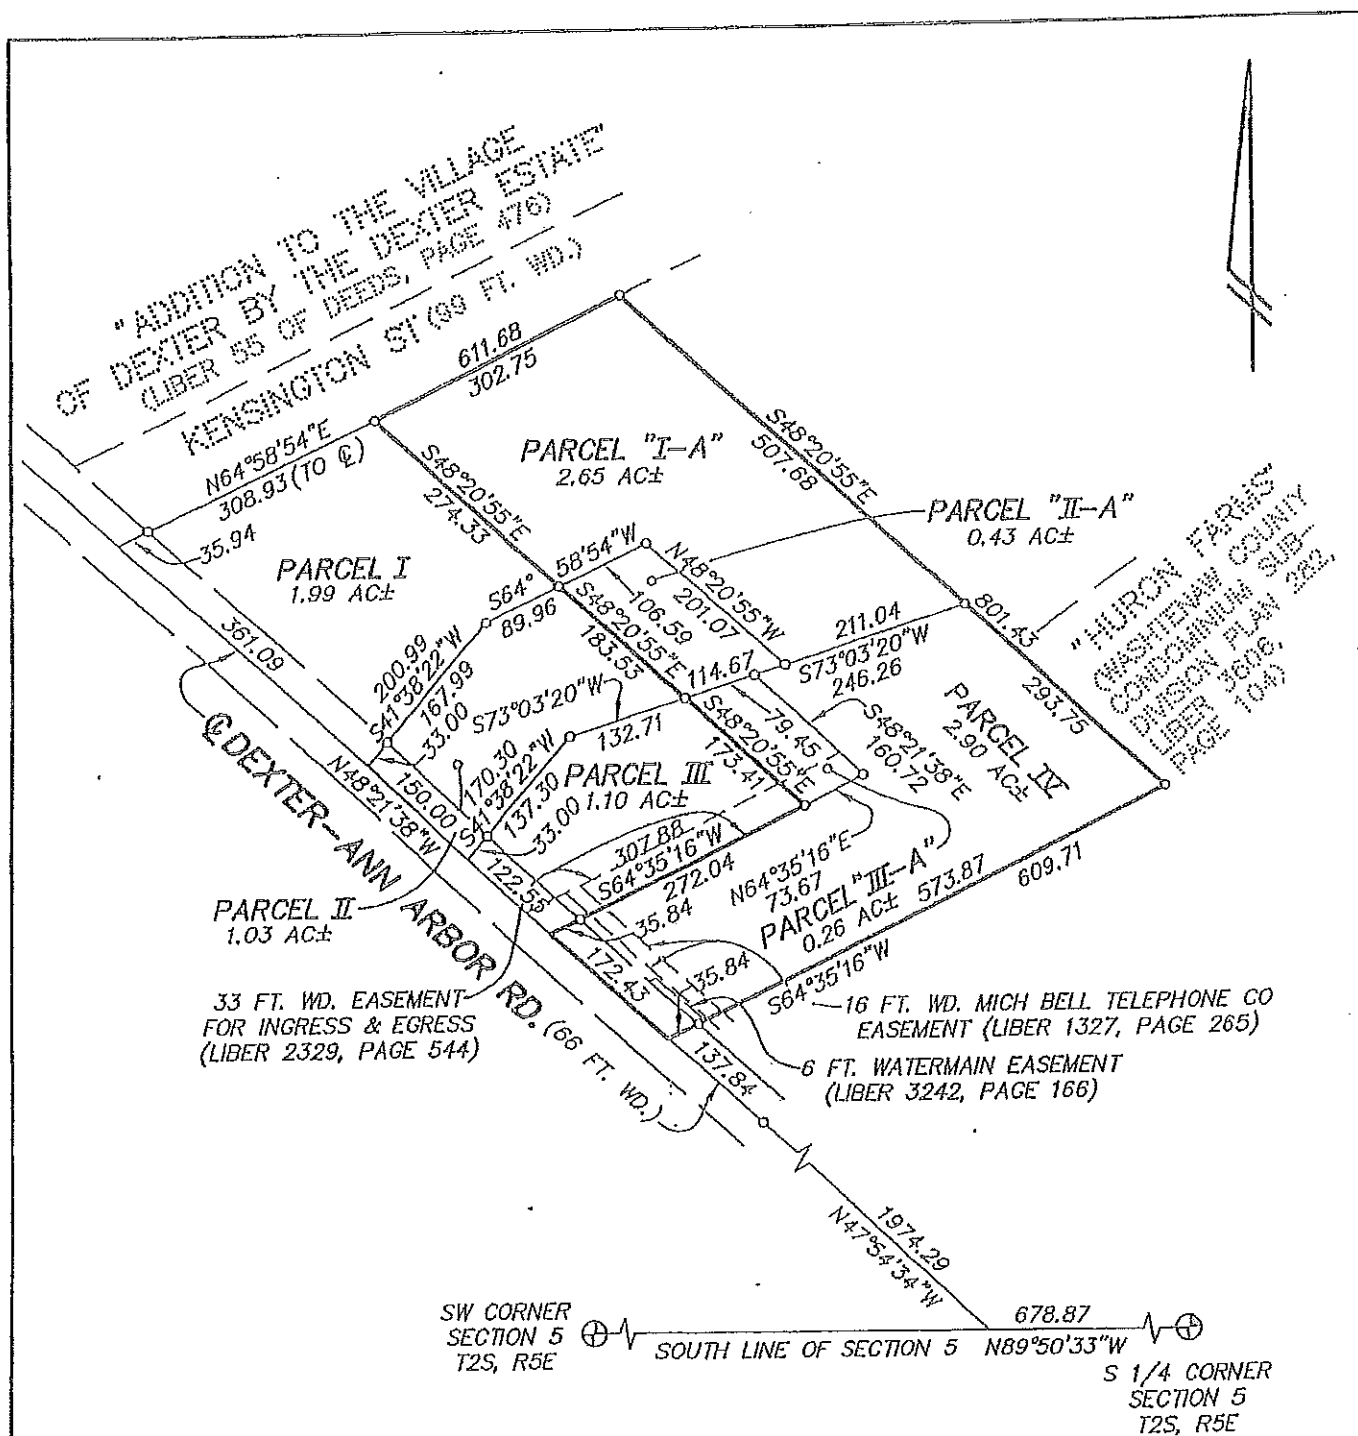 "ADDITION TO THE VILLAGE
OF DEXTER BY THE DEXTER ESTATE"
(LIBER 55 OF DEEDS, PAGE 476)
KENSINGTON ST (99 FT. WD.)
611.68
302.75
N64°58'54"E
308.93 (TO ℄)
35.94
PARCEL "I-A"
2.65 AC±
S48°20'55"E
507.68
S48°20'55"E
274.33
PARCEL "II-A"
0.43 AC±
PARCEL I
1.99 AC±
S64°58'54"W
89.96
106.59
N48°20'55"W
201.07
S48°20'55"E
183.53
211.04
S73°03'20"W
246.26
114.67
801.43
293.75
"HURON FARMS"
(WASHTENAW COUNTY
CONDOMINIUM SUB-
DIVISION PLAN 282,
LIBER 3606,
PAGE 104)
361.09
200.99
S41°38'22"W
167.99
33.00
S73°03'20"W
132.71
79.45
S48°21'38"E
160.72
PARCEL IV
2.90 AC±
S48°20'55"E
173.41
℄ DEXTER-ANN ARBOR RD. (66 FT. WD.)
N48°21'38"W
150.00
170.30
S41°38'22"W
137.30
33.00
PARCEL III
1.10 AC±
307.88
S64°35'16"W
272.04
35.84
122.55
N64°35'16"E
73.67
PARCEL "III-A"
0.26 AC±
573.87
609.71
S64°35'16"W
PARCEL II
1.03 AC±
172.43
35.84
33 FT. WD. EASEMENT
FOR INGRESS & EGRESS
(LIBER 2329, PAGE 544)
16 FT. WD. MICH BELL TELEPHONE CO
EASEMENT (LIBER 1327, PAGE 265)
6 FT. WATERMAIN EASEMENT
(LIBER 3242, PAGE 166)
137.84
1974.29
N47°54'34"W
SW CORNER
SECTION 5
T2S, R5E
678.87
SOUTH LINE OF SECTION 5 N89°50'33"W
S 1/4 CORNER
SECTION 5
T2S, R5E